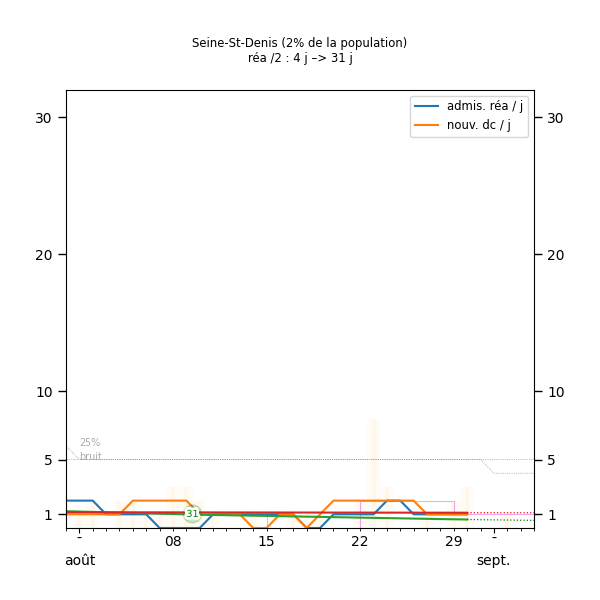 Seine-St-Denis (2% de la population)
réa /2 : 4 j –> 31 j
admis. réa / j
nouv. dc / j
30
30
20
20
10
10
25%
bruit
5
5
31
1
1
-
08
15
22
29
-
août
sept.